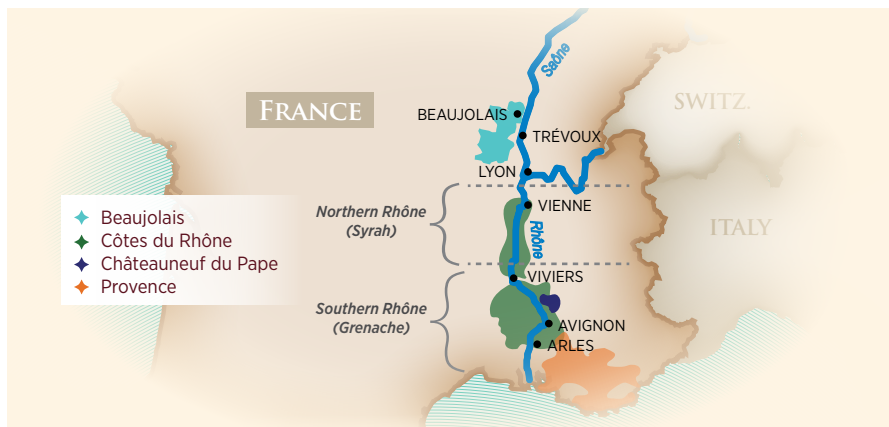 Saône
FRANCE
SWITZ.
BEAUJOLAIS
TRÉVOUX
LYON
Beaujolais
Côtes du Rhône
Châteauneuf du Pape
Provence
Northern Rhône
(Syrah)
VIENNE
Rhône
ITALY
VIVIERS
Southern Rhône
(Grenache)
AVIGNON
ARLES